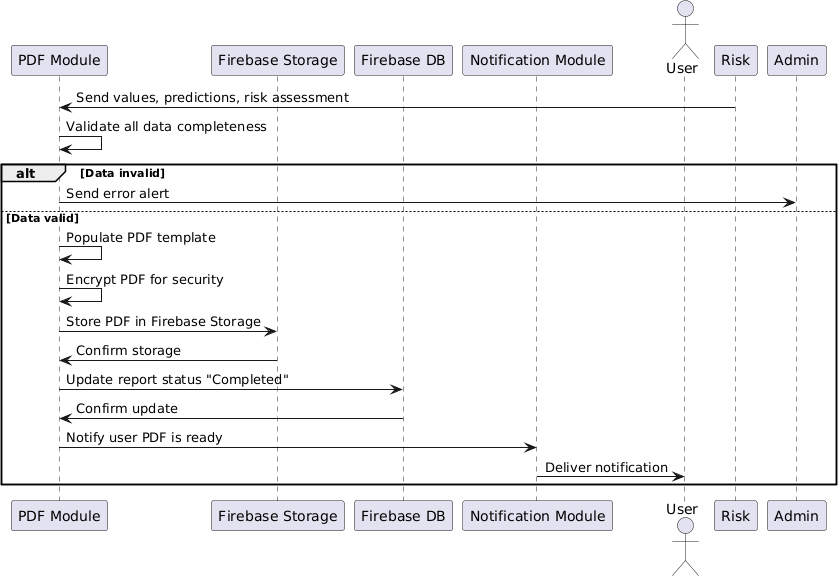 User
PDF Module
Firebase Storage
Firebase DB
Notification Module
Risk
Admin
Send values, predictions, risk assessment
Validate all data completeness
alt
[Data invalid]
Send error alert
[Data valid]
Populate PDF template
Encrypt PDF for security
Store PDF in Firebase Storage
Confirm storage
Update report status "Completed"
Confirm update
Notify user PDF is ready
Deliver notification
PDF Module
Firebase Storage
Firebase DB
Notification Module
User
Risk
Admin